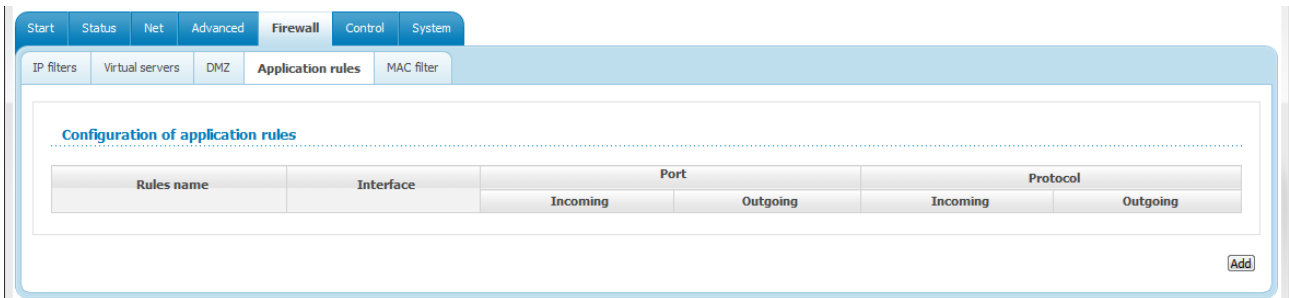 Start Status Net Advanced Firewall Control System
IP filters Virtual servers DMZ Application rules MAC filter
Configuration of application rules
Rules name Interface Port Protocol
Incoming Outgoing Incoming Outgoing
Add